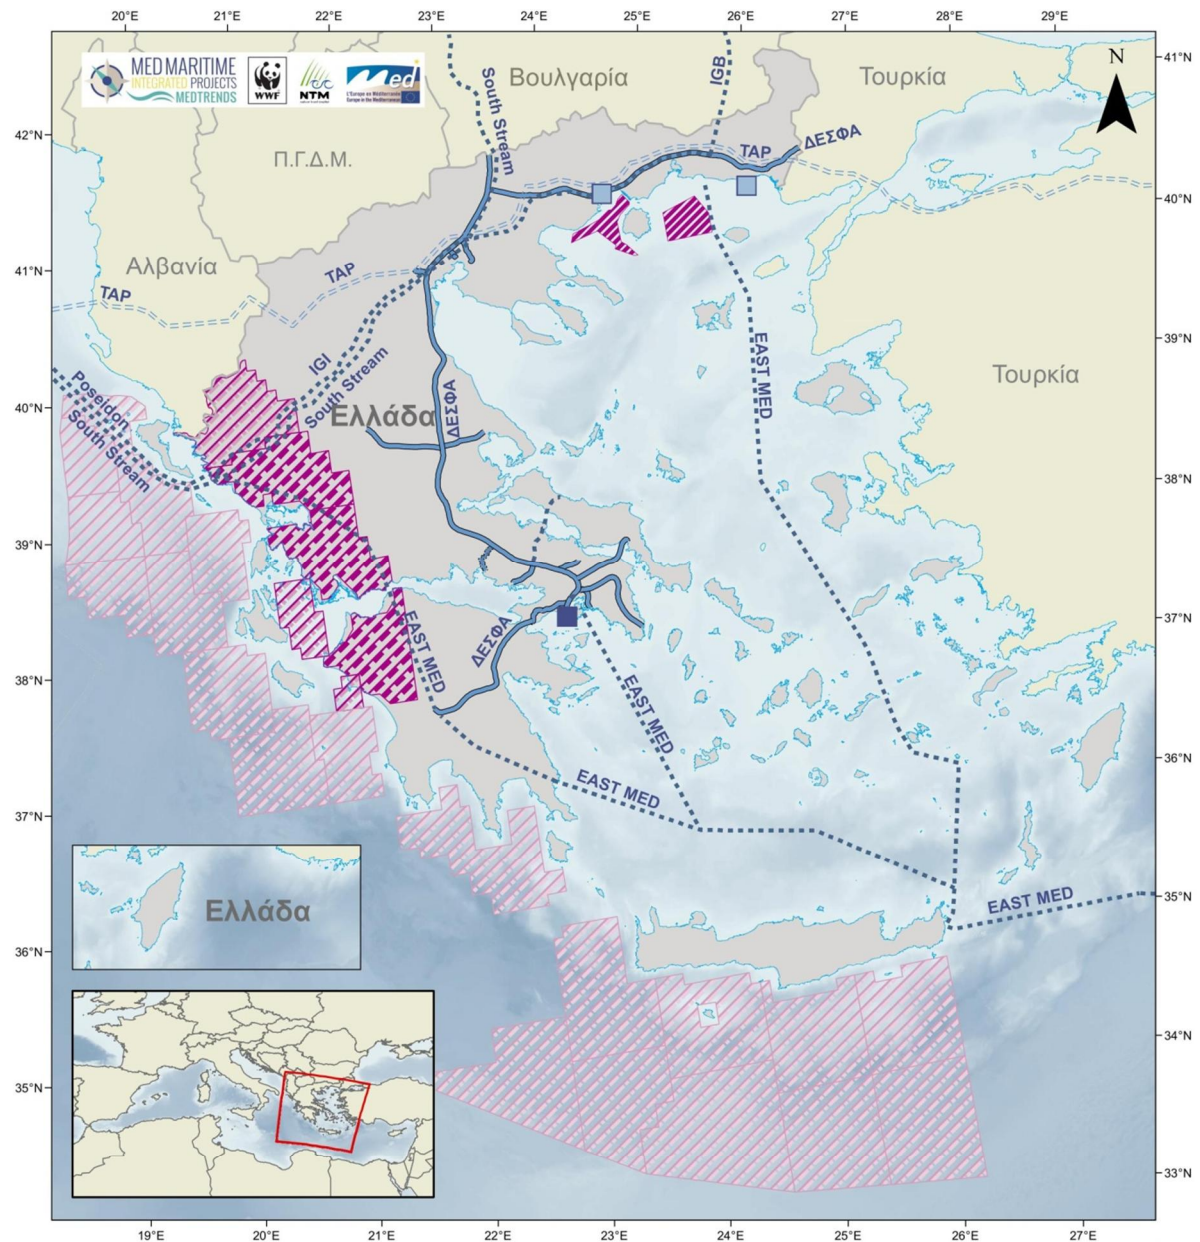 20°E 21°E 22°E 23°E 24°E 25°E 26°E 27°E 28°E 29°E
MED MARITIME
INTEGRATED PROJECTS
MEDTRENDS
WWF
NTM
Med
L'Europe en Méditerranée
Europe in the Mediterranean
N
41°N
Βουλγαρία
Τουρκία
South Stream
IGB
42°N
Π.Γ.Δ.Μ.
TAP
ΔΕΣΦΑ
40°N
Αλβανία
41°N
TAP
TAP
39°N
EAST MED
Τουρκία
IGI
South Stream
Poseidon
South Stream
40°N
Ελλάδα
ΔΕΣΦΑ
38°N
39°N
37°N
ΔΕΣΦΑ
EAST MED
38°N
EAST MED
36°N
EAST MED
37°N
Ελλάδα
EAST MED
35°N
36°N
34°N
35°N
33°N
19°E 20°E 21°E 22°E 23°E 24°E 25°E 26°E 27°E